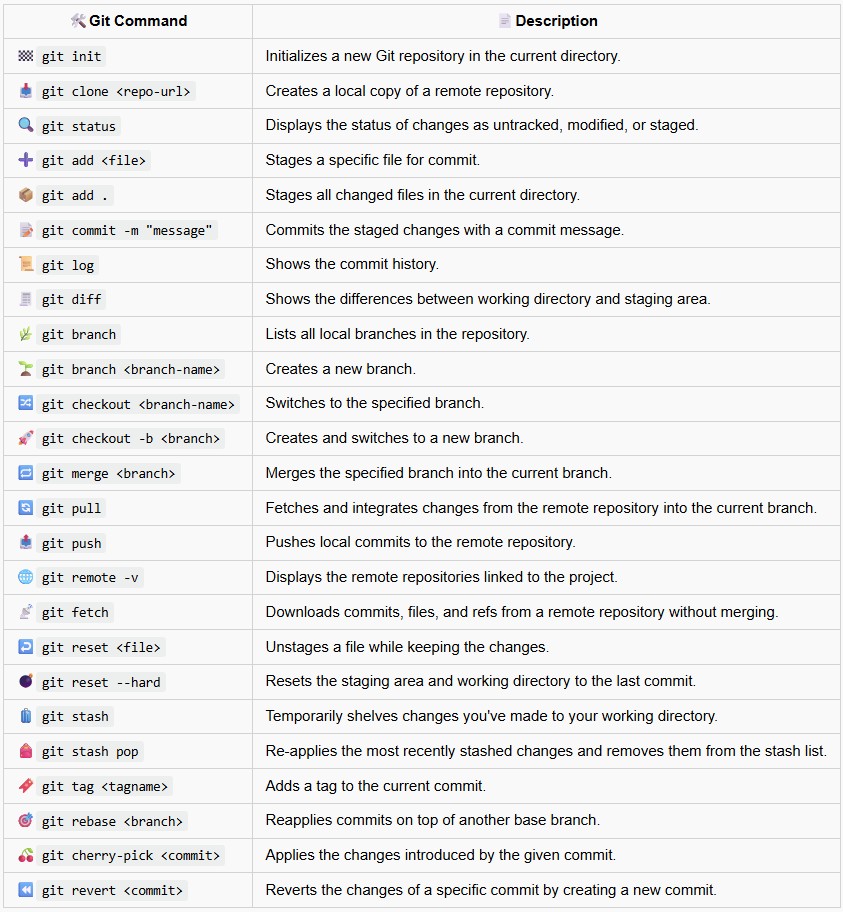 Git Command Description
git init Initializes a new Git repository in the current directory.
git clone <repo-url> Creates a local copy of a remote repository.
git status Displays the status of changes as untracked, modified, or staged.
git add <file> Stages a specific file for commit.
git add . Stages all changed files in the current directory.
git commit -m "message" Commits the staged changes with a commit message.
git log Shows the commit history.
git diff Shows the differences between working directory and staging area.
git branch Lists all local branches in the repository.
git branch <branch-name> Creates a new branch.
git checkout <branch-name> Switches to the specified branch.
git checkout -b <branch> Creates and switches to a new branch.
git merge <branch> Merges the specified branch into the current branch.
git pull Fetches and integrates changes from the remote repository into the current branch.
git push Pushes local commits to the remote repository.
git remote -v Displays the remote repositories linked to the project.
git fetch Downloads commits, files, and refs from a remote repository without merging.
git reset <file> Unstages a file while keeping the changes.
git reset --hard Resets the staging area and working directory to the last commit.
git stash Temporarily shelves changes you've made to your working directory.
git stash pop Re-applies the most recently stashed changes and removes them from the stash list.
git tag <tagname> Adds a tag to the current commit.
git rebase <branch> Reapplies commits on top of another base branch.
git cherry-pick <commit> Applies the changes introduced by the given commit.
git revert <commit> Reverts the changes of a specific commit by creating a new commit.